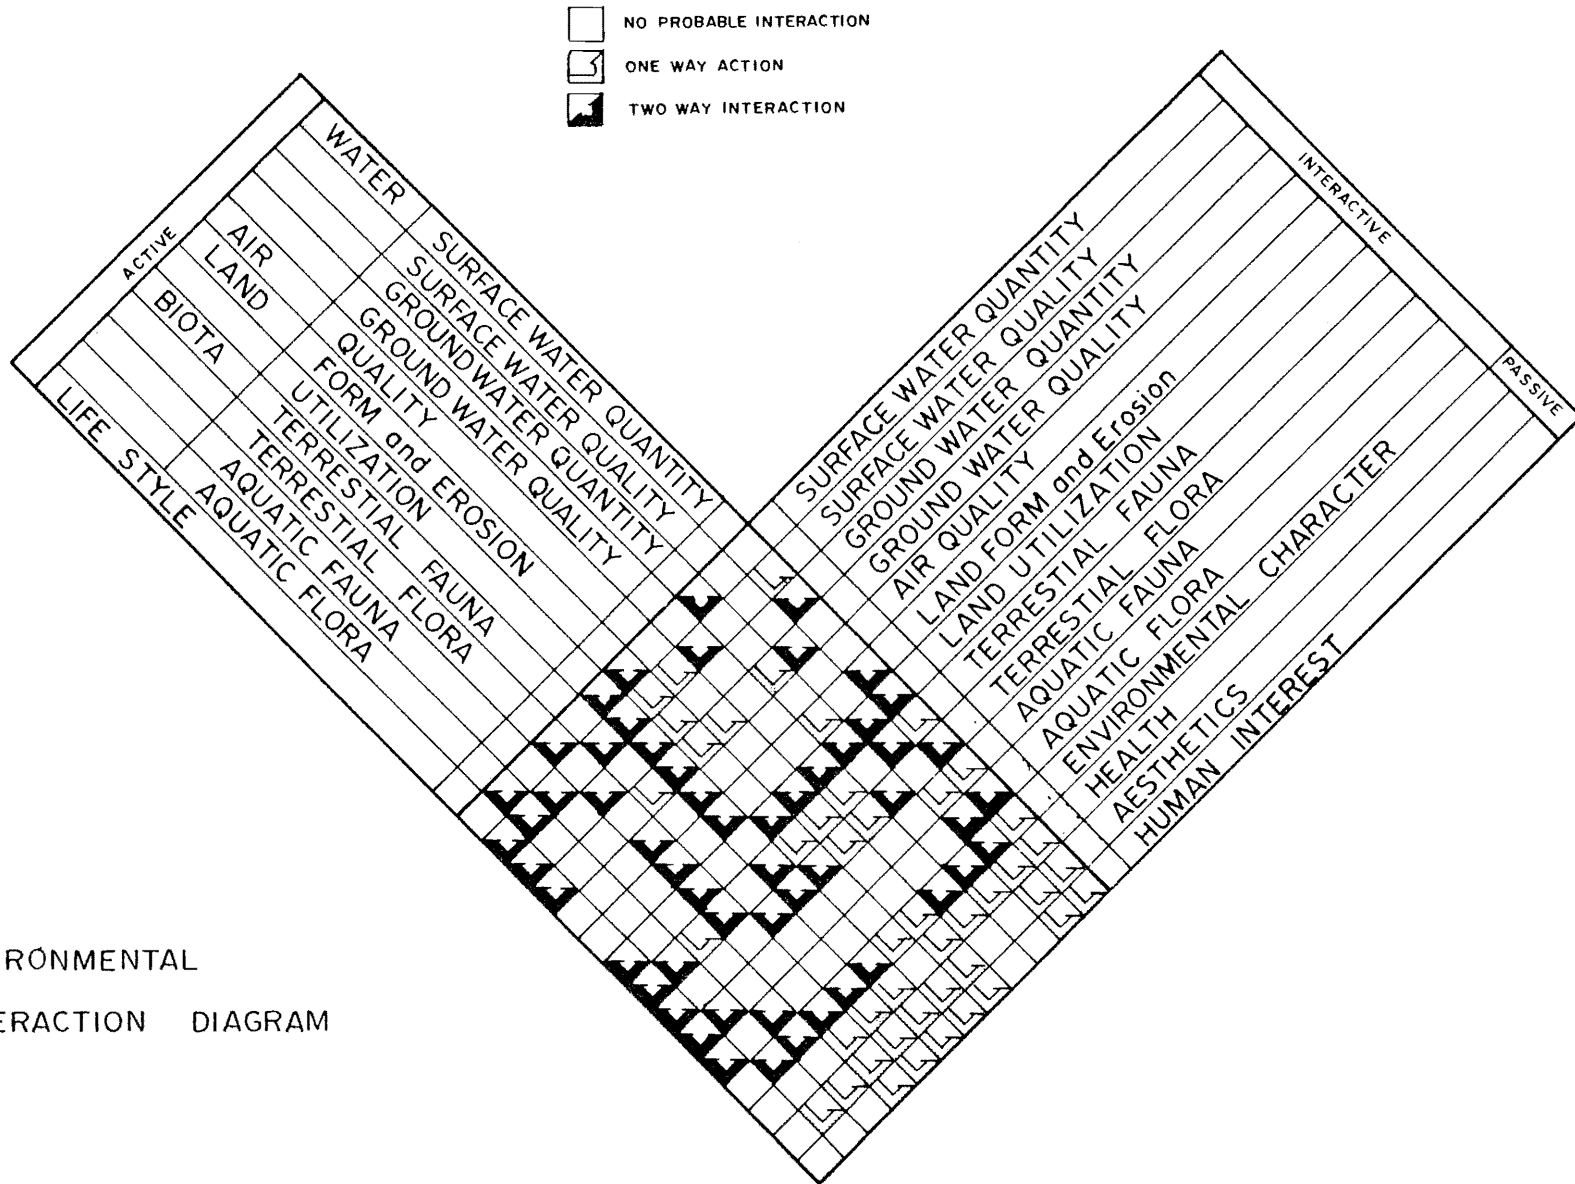 NO PROBABLE INTERACTION
ONE WAY ACTION
TWO WAY INTERACTION
ACTIVE
WATER
AIR
LAND
BIOTA
LIFE STYLE
SURFACE WATER QUANTITY
SURFACE WATER QUALITY
GROUNDWATER QUANTITY
GROUND WATER QUALITY
QUALITY
FORM and EROSION
UTILIZATION
TERRESTIAL FAUNA
TERRESTIAL FLORA
AQUATIC FAUNA
AQUATIC FLORA
INTERACTIVE
PASSIVE
SURFACE WATER QUANTITY
SURFACE WATER QUALITY
GROUND WATER QUANTITY
GROUND WATER QUALITY
AIR QUALITY
LAND FORM and Erosion
LAND UTILIZATION
TERRESTIAL FAUNA
TERRESTIAL FLORA
AQUATIC FAUNA
AQUATIC FLORA
ENVIRONMENTAL CHARACTER
HEALTH
AESTHETICS
HUMAN INTEREST
RONMENTAL
ERACTION DIAGRAM